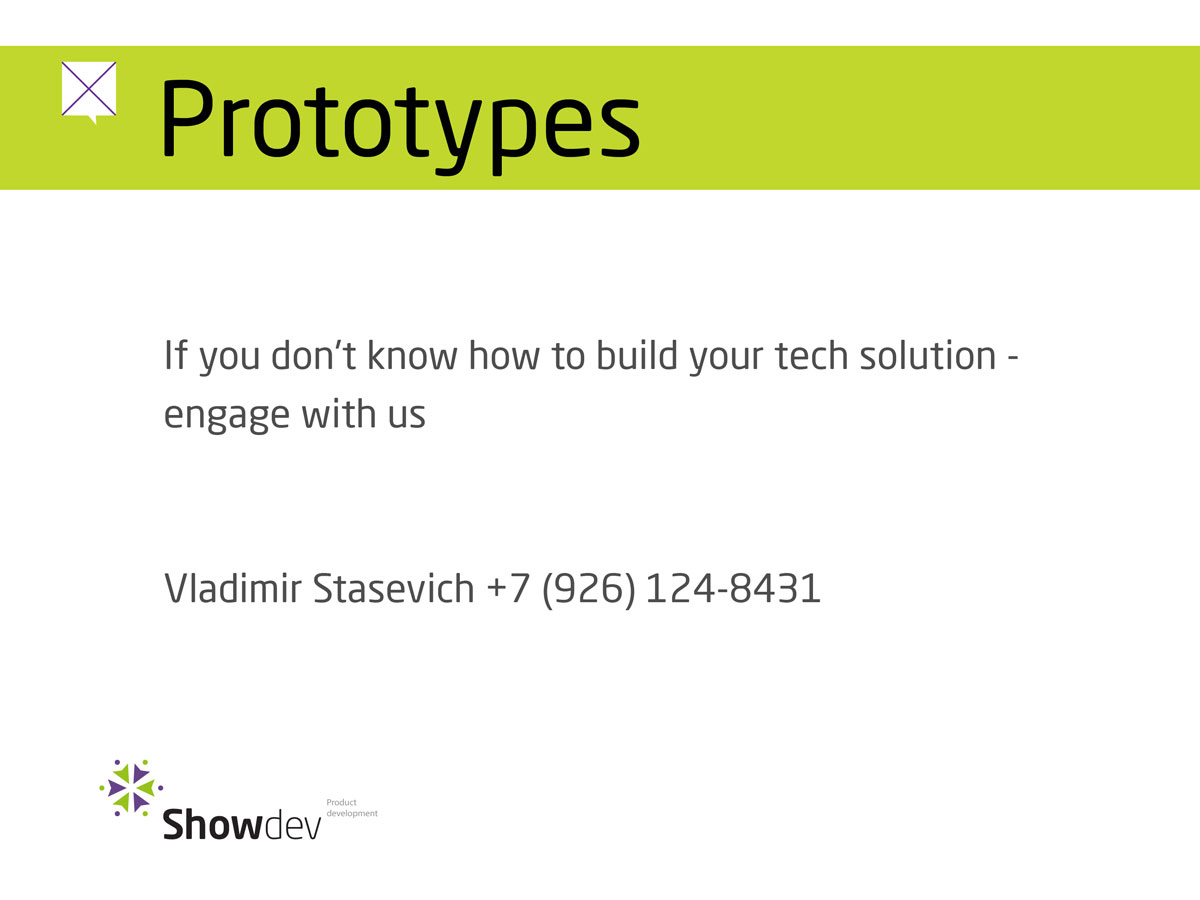 Prototypes
If you don’t know how to build your tech solution -
engage with us
Vladimir Stasevich +7 (926) 124-8431
Showdev
Product
development